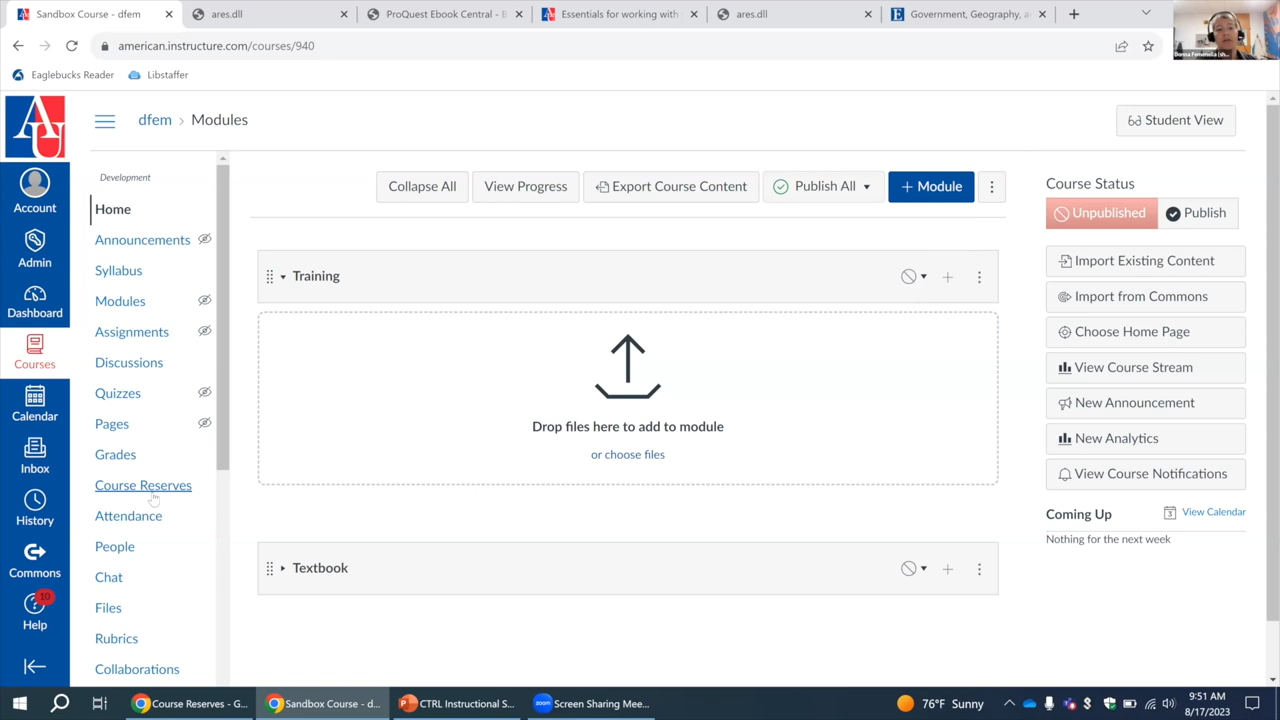 Sandbox Course - dfem
ares.dll
ProQuest Ebook Central - B
Essentials for working with
ares.dll
Government, Geography, a
american.instructure.com/courses/940
Eaglebucks Reader
Libstaffer
Donna Femenella (sh...
AU
dfem > Modules
Student View
Account
Admin
Dashboard
Courses
Calendar
Inbox
History
Commons
10
Help
Development
Home
Announcements
Syllabus
Modules
Assignments
Discussions
Quizzes
Pages
Grades
Course Reserves
Attendance
People
Chat
Files
Rubrics
Collaborations
Collapse All
View Progress
Export Course Content
Publish All
+ Module
Training
Drop files here to add to module
or choose files
Textbook
Course Status
Unpublished
Publish
Import Existing Content
Import from Commons
Choose Home Page
View Course Stream
New Announcement
New Analytics
View Course Notifications
Coming Up
3 View Calendar
Nothing for the next week
Course Reserves - G...
Sandbox Course - d...
CTRL Instructional S...
Screen Sharing Mee...
76°F Sunny
9:51 AM
8/17/2023